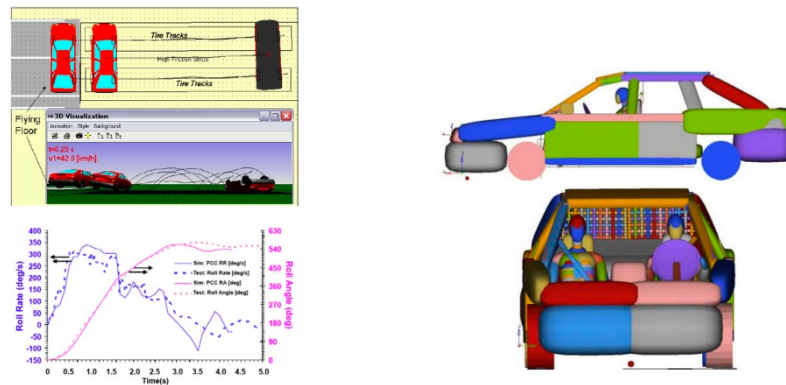 Tire Tracks
High Friction Strips
Tire Tracks
Flying
Floor
3D Visualization
Animation Style Background
t=0.23 s
v1=42.3 [km/h]
400
350
300
250
200
150
100
50
0
-50
-100
-150
Roll Rate (deg/s)
Sim: PCC RR [deg/s]
Test: Roll Rate [deg/s]
Sim: PCC RA [deg]
Test: Roll Angle [deg]
630
540
450
360
270
180
90
0
Roll Angle (deg)
0 0.5 1.0 1.5 2.0 2.5 3.0 3.5 4.0 4.5 5.0
Time(s)